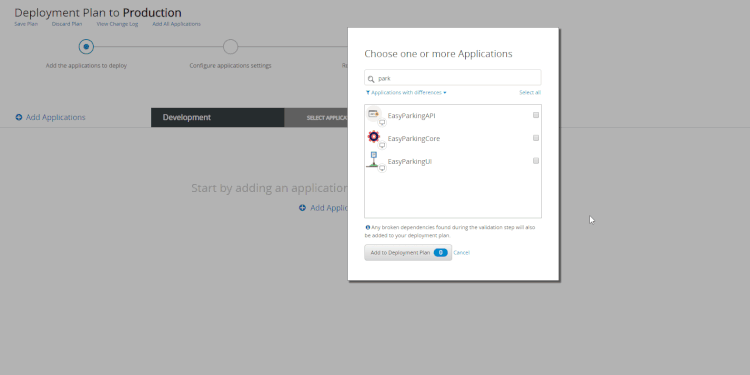 Deployment Plan to Production
Save Plan Discard Plan View Change Log Add All Applications
Add the applications to deploy
Configure applications settings
Re
Add Applications
Development
SELECT APPLICA
Start by adding an application
Add Applic
Choose one or more Applications
park
Applications with differences
Select all
EasyParkingAPI
EasyParkingCore
EasyParkingUI
Any broken dependencies found during the validation step will also
be added to your deployment plan.
Add to Deployment Plan 0 Cancel